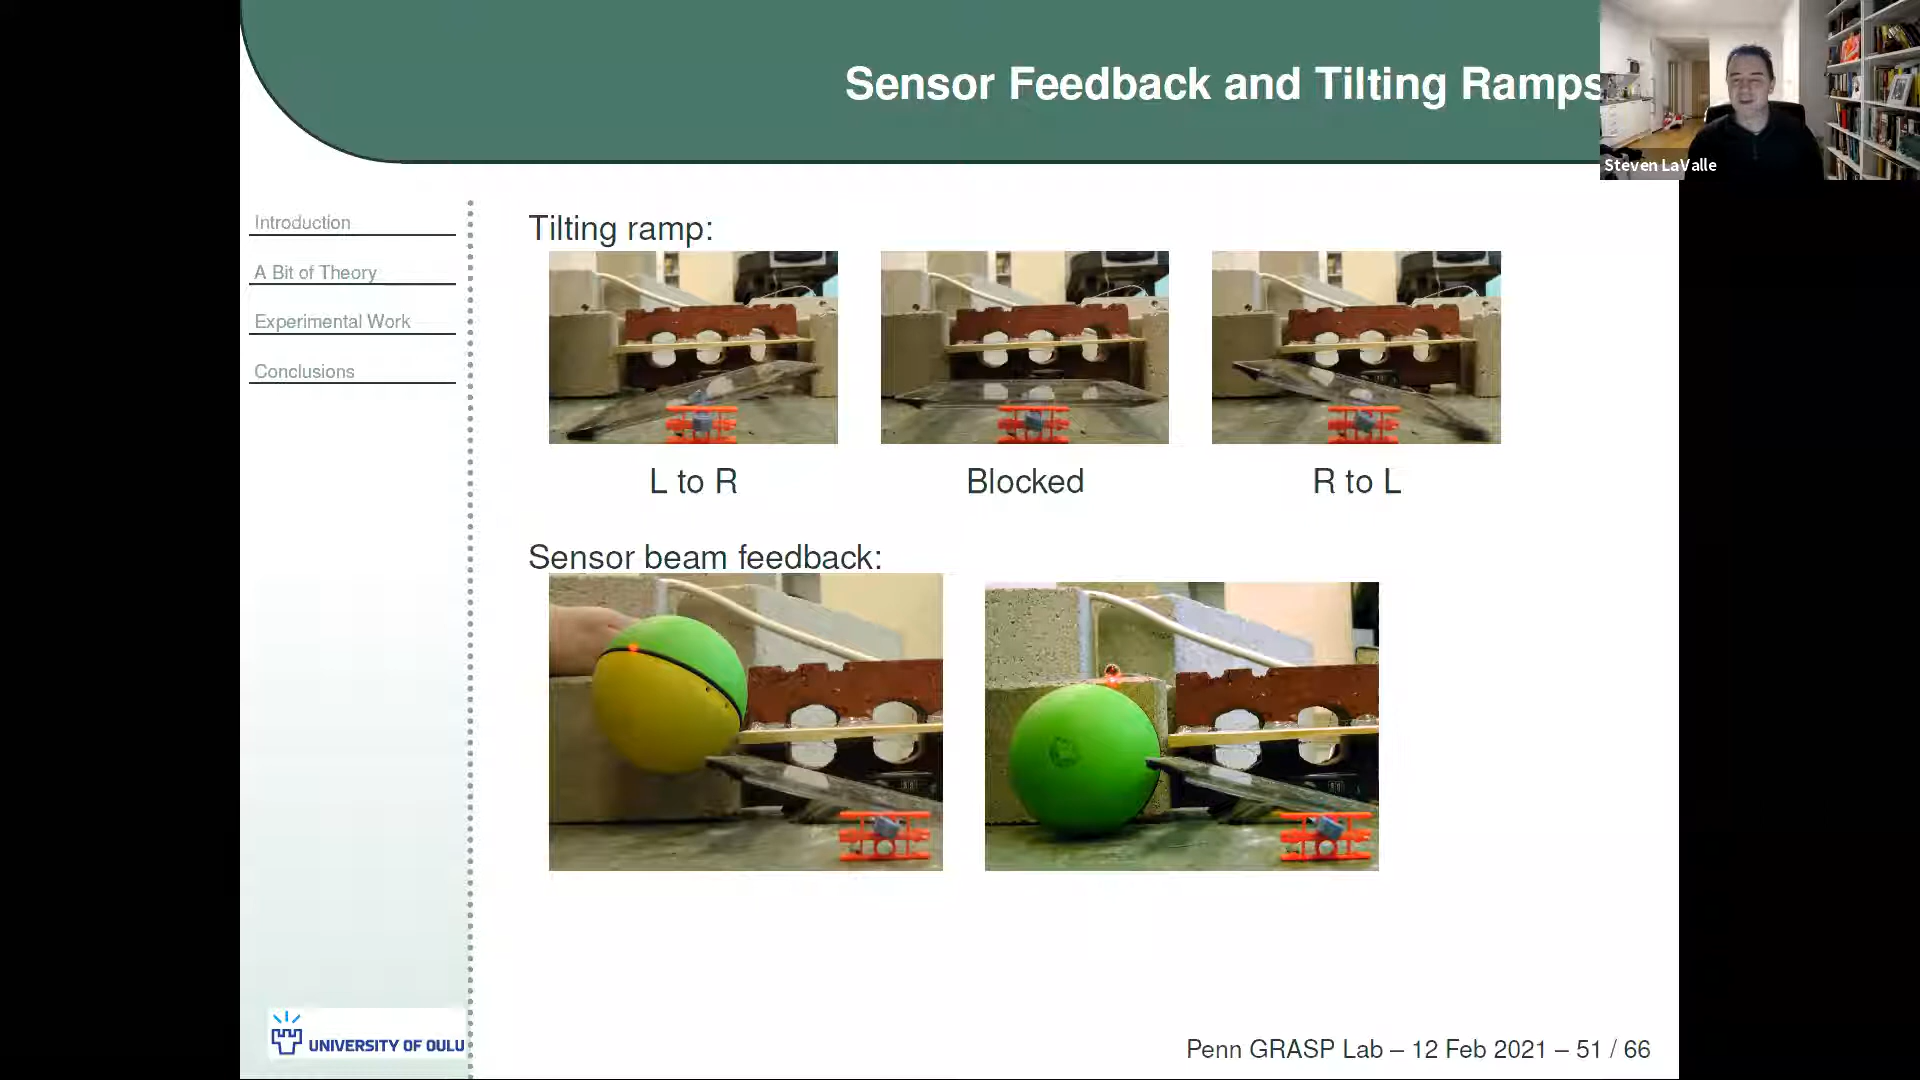 Sensor Feedback and Tilting Ramps
Steven LaValle
Introduction
A Bit of Theory
Experimental Work
Conclusions
Tilting ramp:
L to R
Blocked
R to L
Sensor beam feedback:
UNIVERSITY OF OULU
Penn GRASP Lab – 12 Feb 2021 – 51 / 66